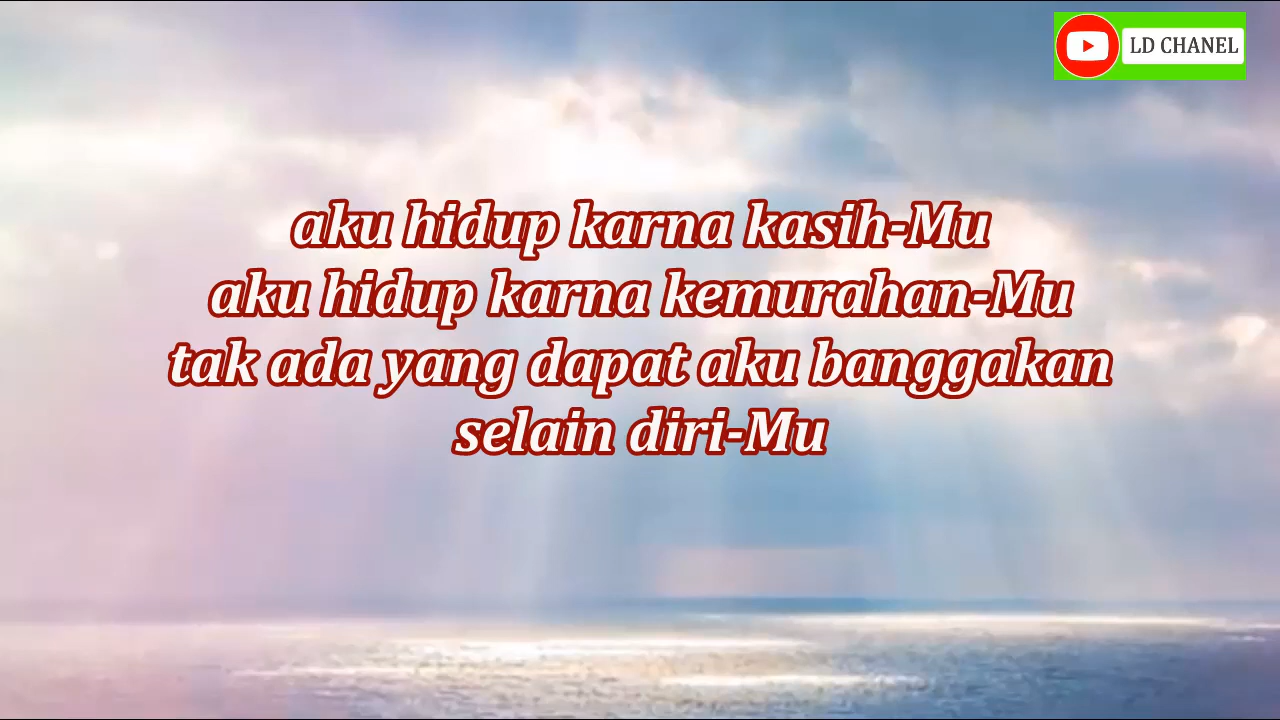 LD CHANEL
aku hidup karna kasih-Mu
aku hidup karna kemurahan-Mu
tak ada yang dapat aku banggakan
selain diri-Mu